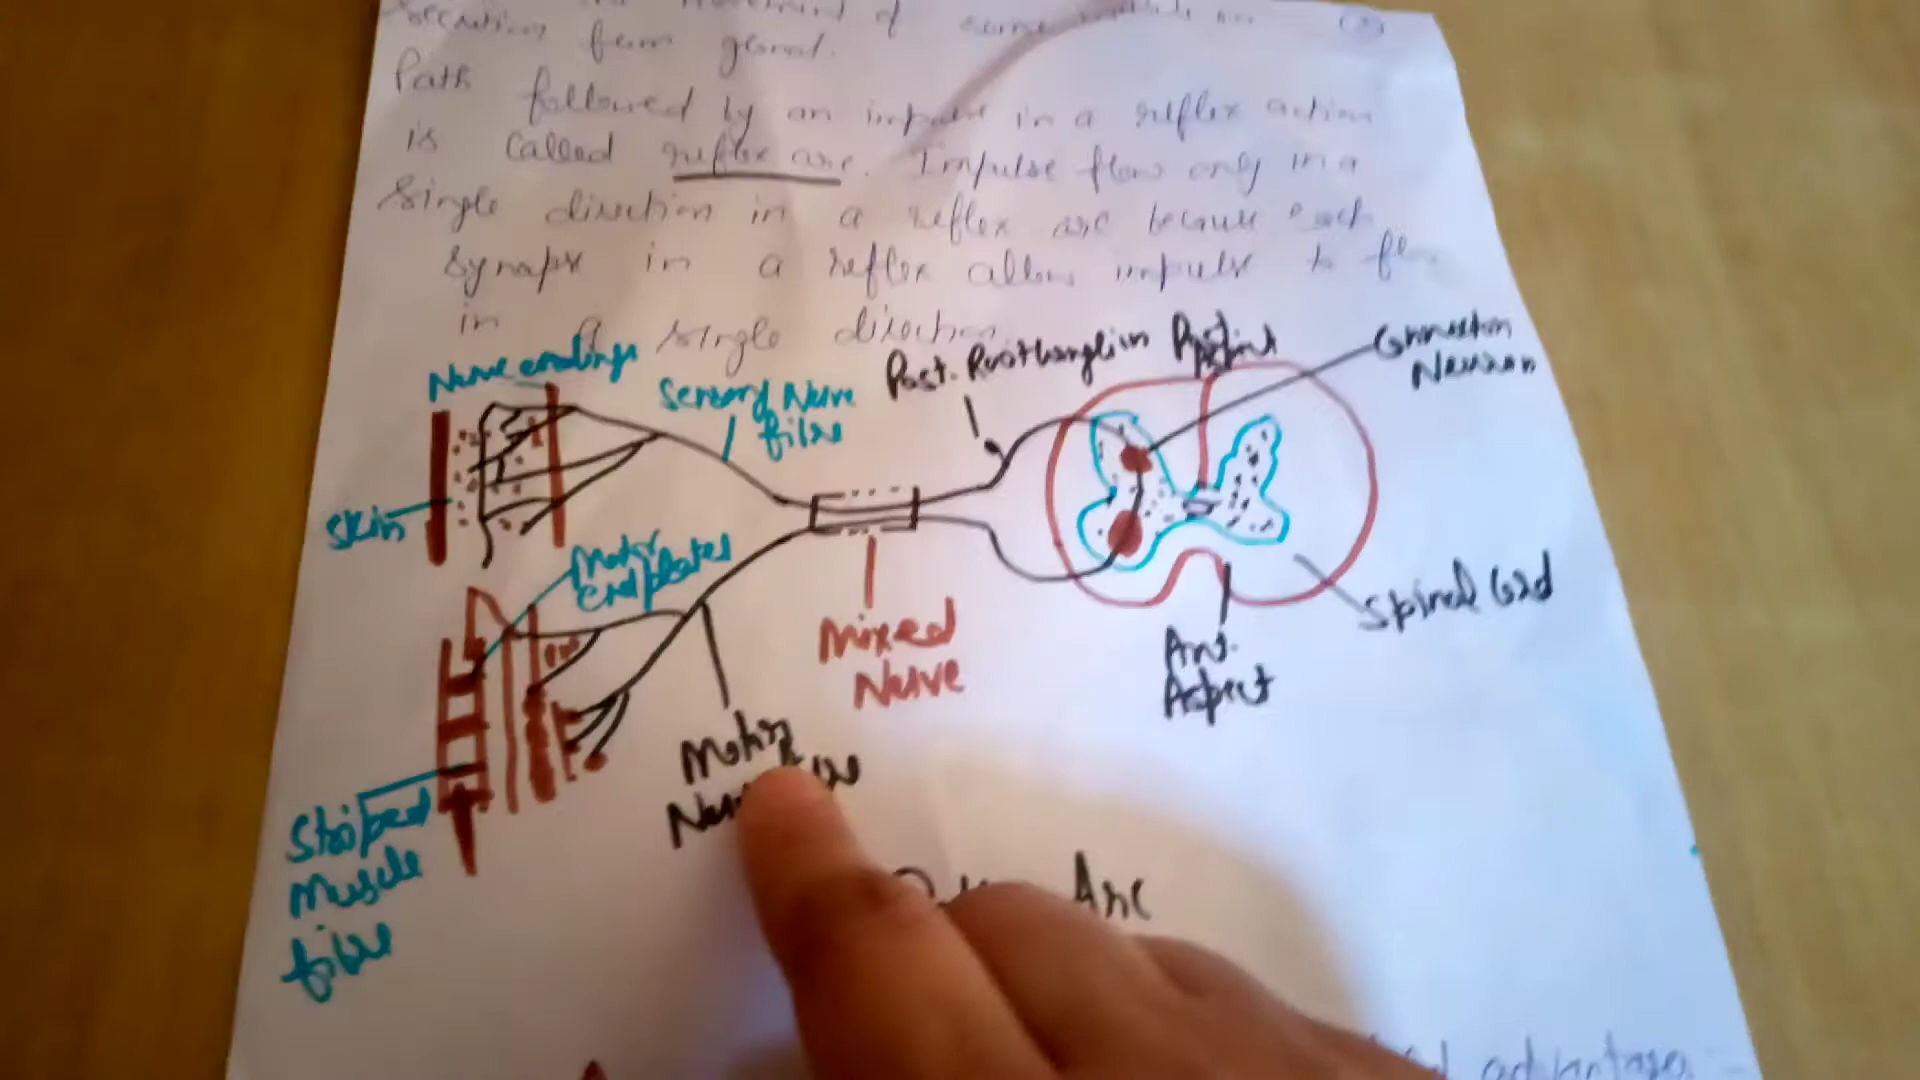 secretion from gland.
Path followed by an impulse in a reflex action
is called reflex arc. Impulse flow only in a
single direction in a reflex arc because each
synapse in a reflex allows impulse to
in a single direction
Nerve endings
Sensory Nerve
fibre
Post. Root Ganglion
Post.
Connection
Neuron
Skin
Motor
End plates
Mixed
Nerve
Spinal Cord
Ant.
Aspect
Motor
Striped
Muscle
fibre
Arc
advantage